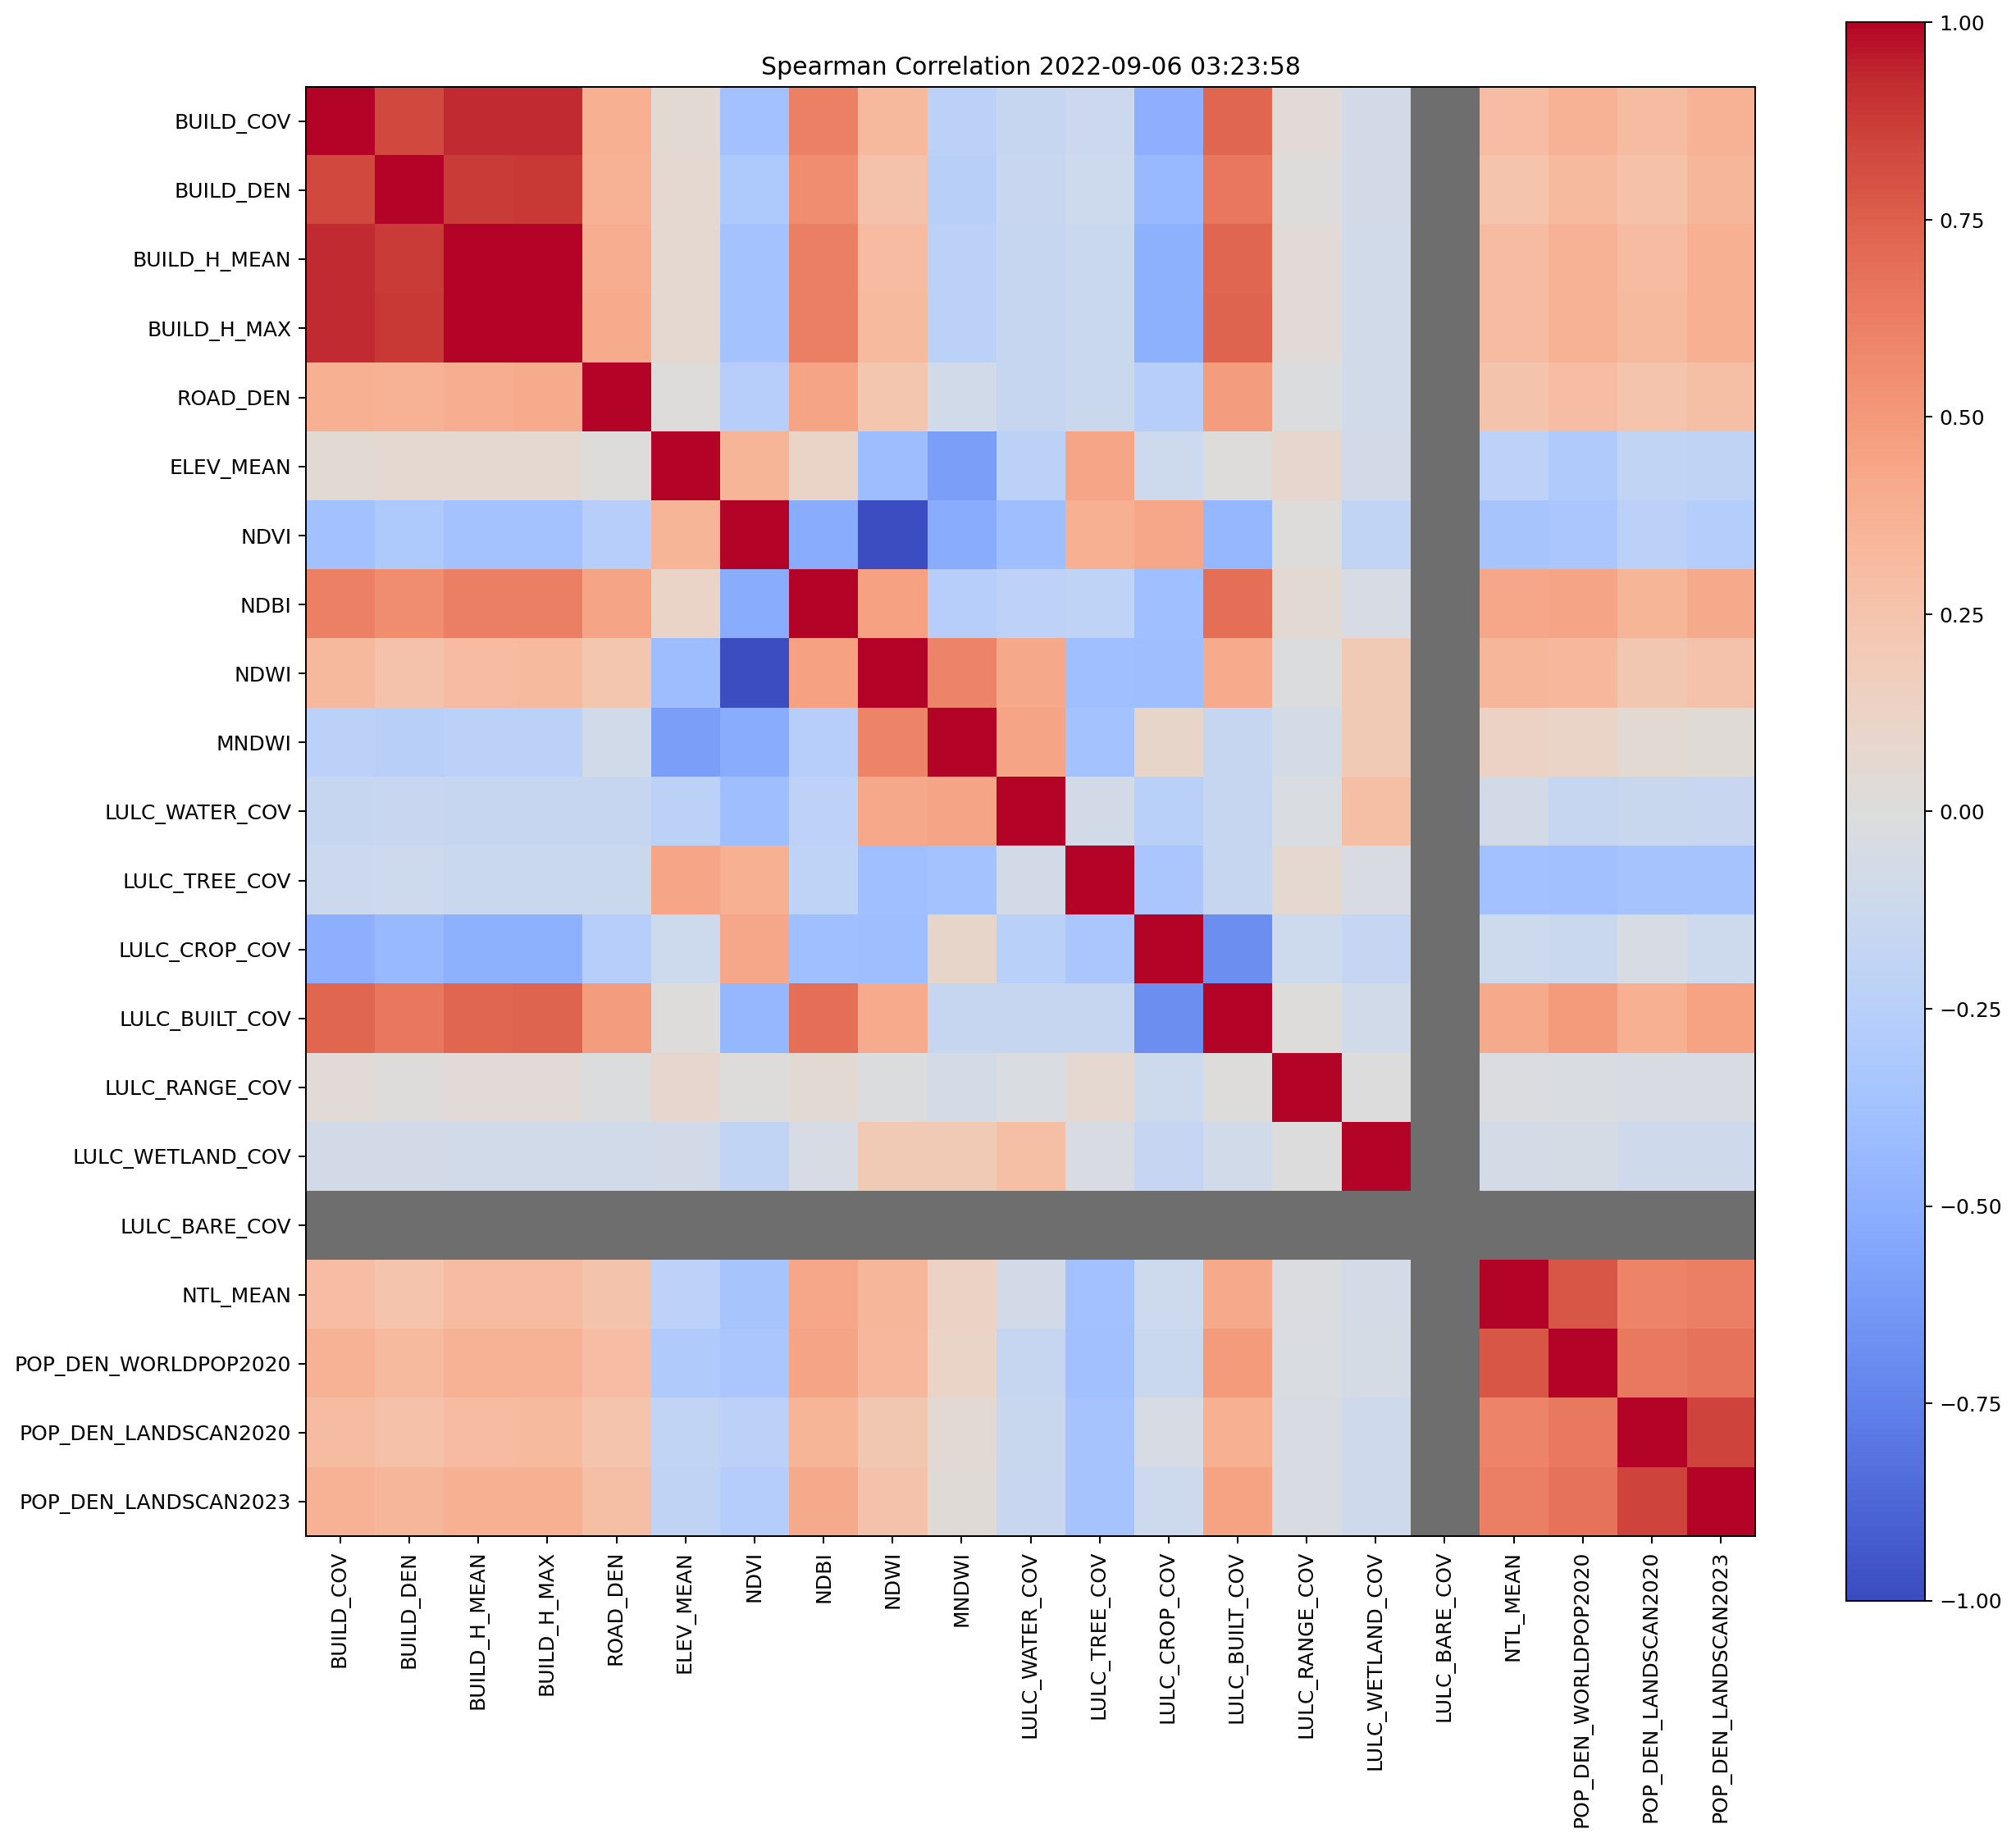 Spearman Correlation 2022-09-06 03:23:58
BUILD_COV
BUILD_DEN
BUILD_H_MEAN
BUILD_H_MAX
ROAD_DEN
ELEV_MEAN
NDVI
NDBI
NDWI
MNDWI
LULC_WATER_COV
LULC_TREE_COV
LULC_CROP_COV
LULC_BUILT_COV
LULC_RANGE_COV
LULC_WETLAND_COV
LULC_BARE_COV
NTL_MEAN
POP_DEN_WORLDPOP2020
POP_DEN_LANDSCAN2020
POP_DEN_LANDSCAN2023
BUILD_COV
BUILD_DEN
BUILD_H_MEAN
BUILD_H_MAX
ROAD_DEN
ELEV_MEAN
NDVI
NDBI
NDWI
MNDWI
LULC_WATER_COV
LULC_TREE_COV
LULC_CROP_COV
LULC_BUILT_COV
LULC_RANGE_COV
LULC_WETLAND_COV
LULC_BARE_COV
NTL_MEAN
POP_DEN_WORLDPOP2020
POP_DEN_LANDSCAN2020
POP_DEN_LANDSCAN2023
1.00
0.75
0.50
0.25
0.00
−0.25
−0.50
−0.75
−1.00